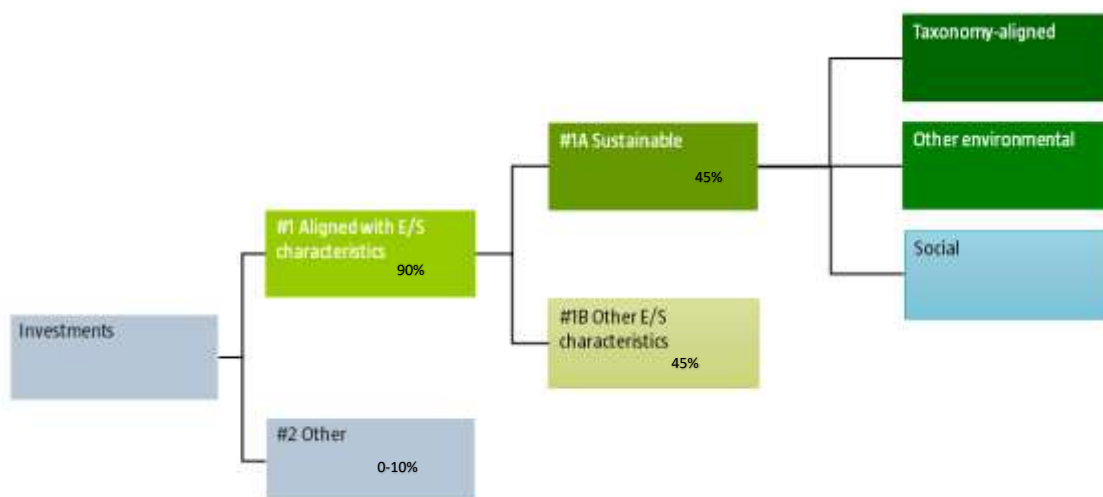 Investments
#1 Aligned with E/S
characteristics
90%
#2 Other
0-10%
#1A Sustainable
45%
#1B Other E/S
characteristics
45%
Taxonomy-aligned
Other environmental
Social